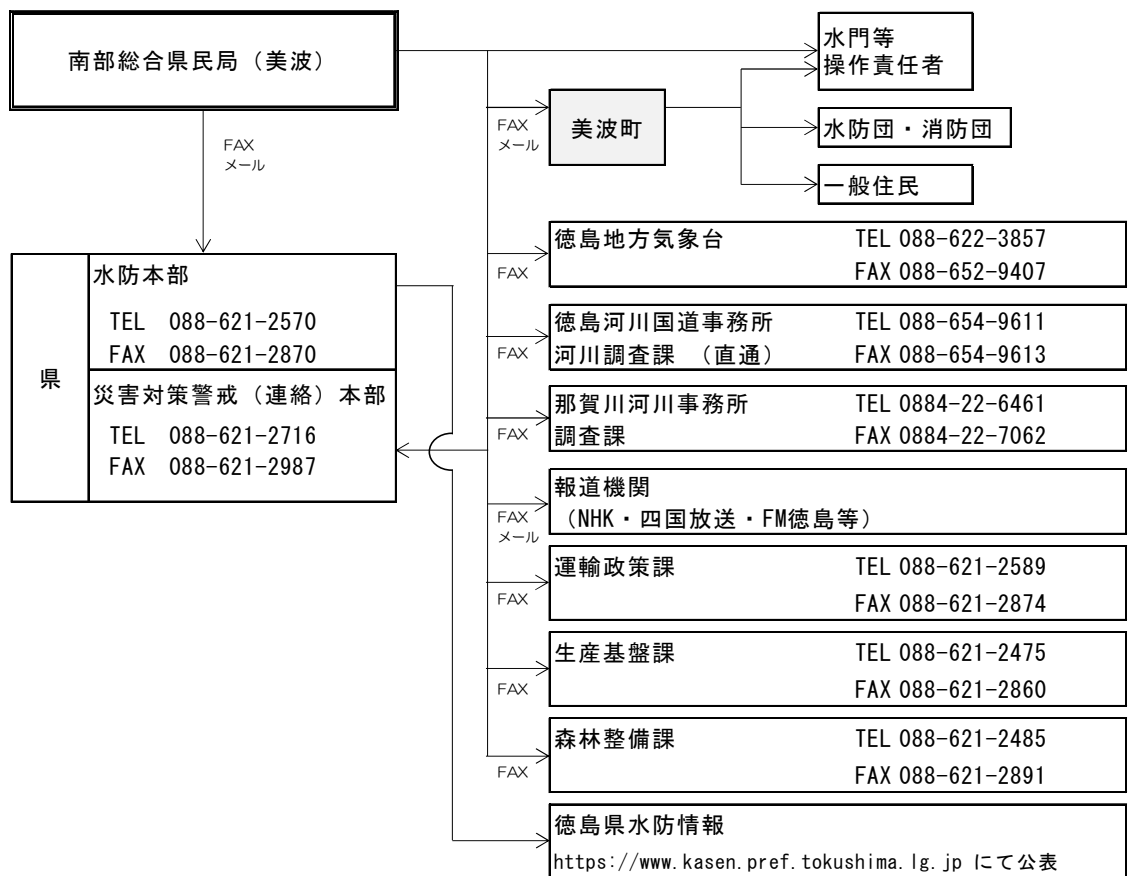 南部総合県民局（美波）
FAX
メール
水門等
操作責任者
FAX
メール
美波町
水防団・消防団
一般住民
県
水防本部
TEL 088-621-2570
FAX 088-621-2870
災害対策警戒（連絡）本部
TEL 088-621-2716
FAX 088-621-2987
FAX
徳島地方気象台 TEL 088-622-3857
FAX 088-652-9407
FAX
徳島河川国道事務所 TEL 088-654-9611
河川調査課 （直通） FAX 088-654-9613
FAX
那賀川河川事務所 TEL 0884-22-6461
調査課 FAX 0884-22-7062
FAX
メール
報道機関
（NHK・四国放送・FM徳島等）
FAX
運輸政策課 TEL 088-621-2589
FAX 088-621-2874
FAX
生産基盤課 TEL 088-621-2475
FAX 088-621-2860
FAX
森林整備課 TEL 088-621-2485
FAX 088-621-2891
徳島県水防情報
https://www.kasen.pref.tokushima.lg.jp にて公表